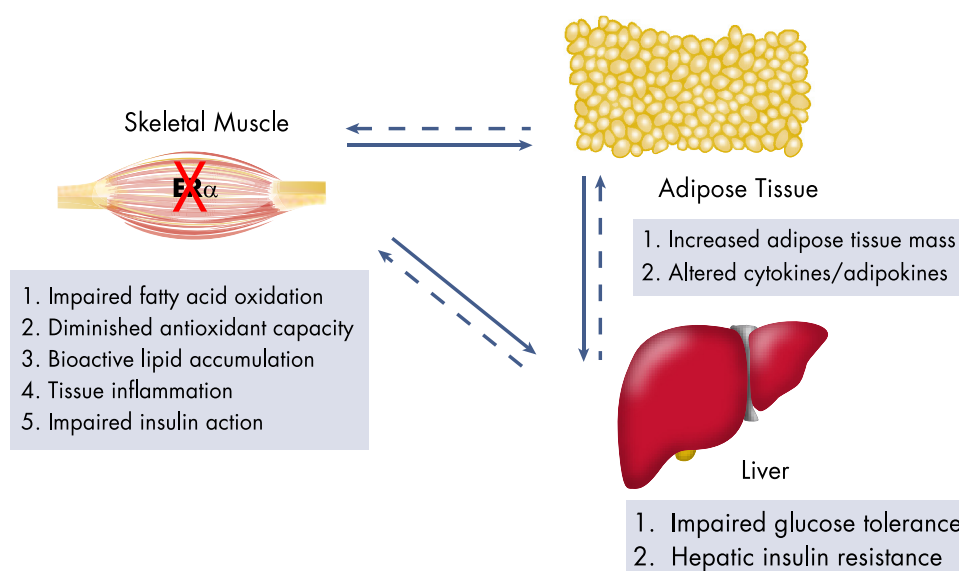 Skeletal Muscle
ERα
1. Impaired fatty acid oxidation
2. Diminished antioxidant capacity
3. Bioactive lipid accumulation
4. Tissue inflammation
5. Impaired insulin action
Adipose Tissue
1. Increased adipose tissue mass
2. Altered cytokines/adipokines
Liver
1. Impaired glucose tolerance
2. Hepatic insulin resistance